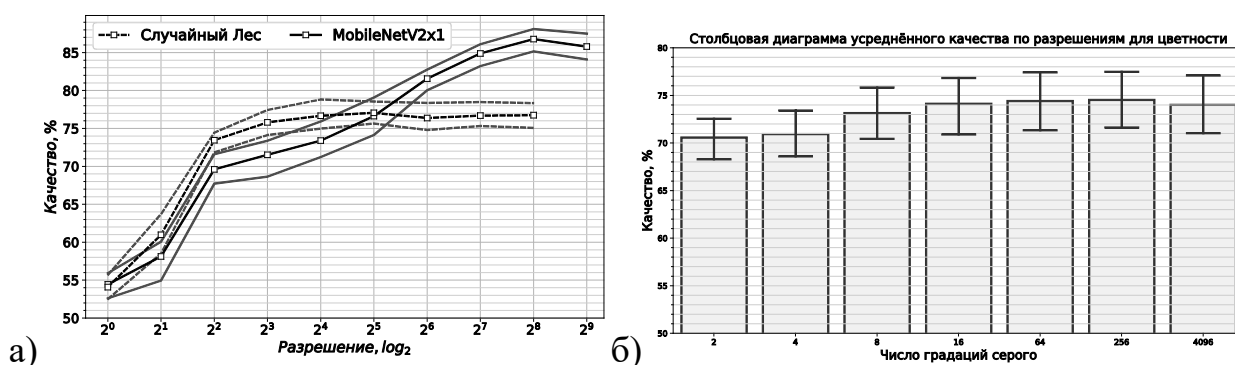 Случайный Лес
MobileNetV2x1
85
80
75
70
65
60
55
50
Качество, %
2⁰ 2¹ 2² 2³ 2⁴ 2⁵ 2⁶ 2⁷ 2⁸ 2⁹
Разрешение, log₂
а)
Столбцовая диаграмма усреднённого качества по разрешениям для цветности
80
75
70
65
60
55
50
Качество, %
2 4 8 16 64 256 4096
Число градаций серого
б)